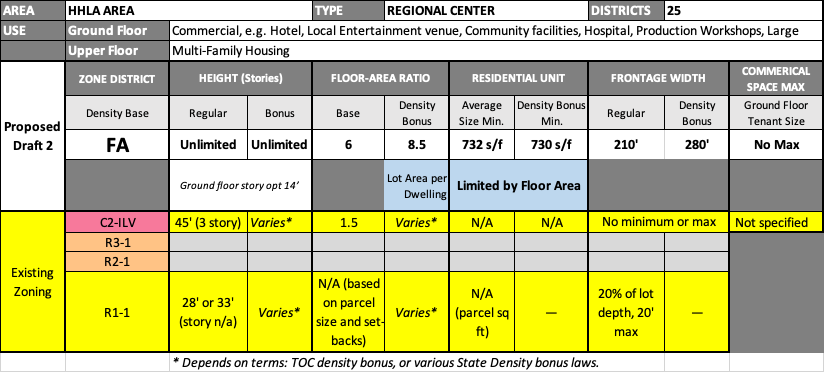 AREA HHLA AREA TYPE REGIONAL CENTER DISTRICTS 25
USE Ground Floor Commercial, e.g. Hotel, Local Entertainment venue, Community facilities, Hospital, Production Workshops, Large
Upper Floor Multi-Family Housing
ZONE DISTRICT HEIGHT (Stories) FLOOR-AREA RATIO RESIDENTIAL UNIT FRONTAGE WIDTH COMMERICAL SPACE MAX
Proposed Draft 2
Density Base Regular Bonus Base Density Bonus Average Size Min. Density Bonus Min. Regular Density Bonus Ground Floor Tenant Size
FA Unlimited Unlimited 6 8.5 732 s/f 730 s/f 210' 280' No Max
Ground floor story opt 14' Lot Area per Dwelling Limited by Floor Area
Existing Zoning
C2-ILV 45' (3 story) Varies* 1.5 Varies* N/A N/A No minimum or max Not specified
R3-1
R2-1
R1-1 28' or 33' (story n/a) Varies* N/A (based on parcel size and set-backs) Varies* N/A (parcel sq ft) — 20% of lot depth, 20' max —
* Depends on terms: TOC density bonus, or various State Density bonus laws.